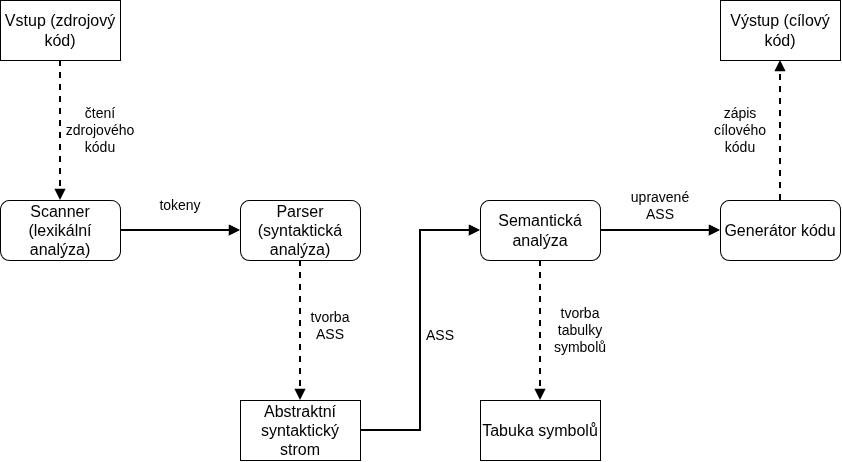 Vstup (zdrojový
kód)
Výstup (cílový
kód)
čtení
zdrojového
kódu
zápis
cílového
kódu
Scanner
(lexikální
analýza)
tokeny
Parser
(syntaktická
analýza)
Semantická
analýza
upravené
ASS
Generátor kódu
tvorba
ASS
ASS
tvorba
tabulky
symbolů
Abstraktní
syntaktický
strom
Tabuka symbolů